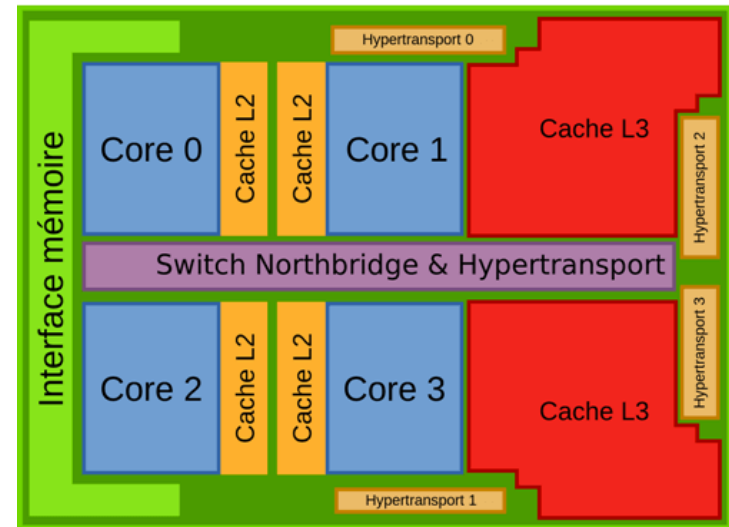 Hypertransport 0
Interface mémoire
Core 0
Cache L2
Cache L2
Core 1
Cache L3
Hypertransport 2
Switch Northbridge & Hypertransport
Core 2
Cache L2
Cache L2
Core 3
Cache L3
Hypertransport 3
Hypertransport 1